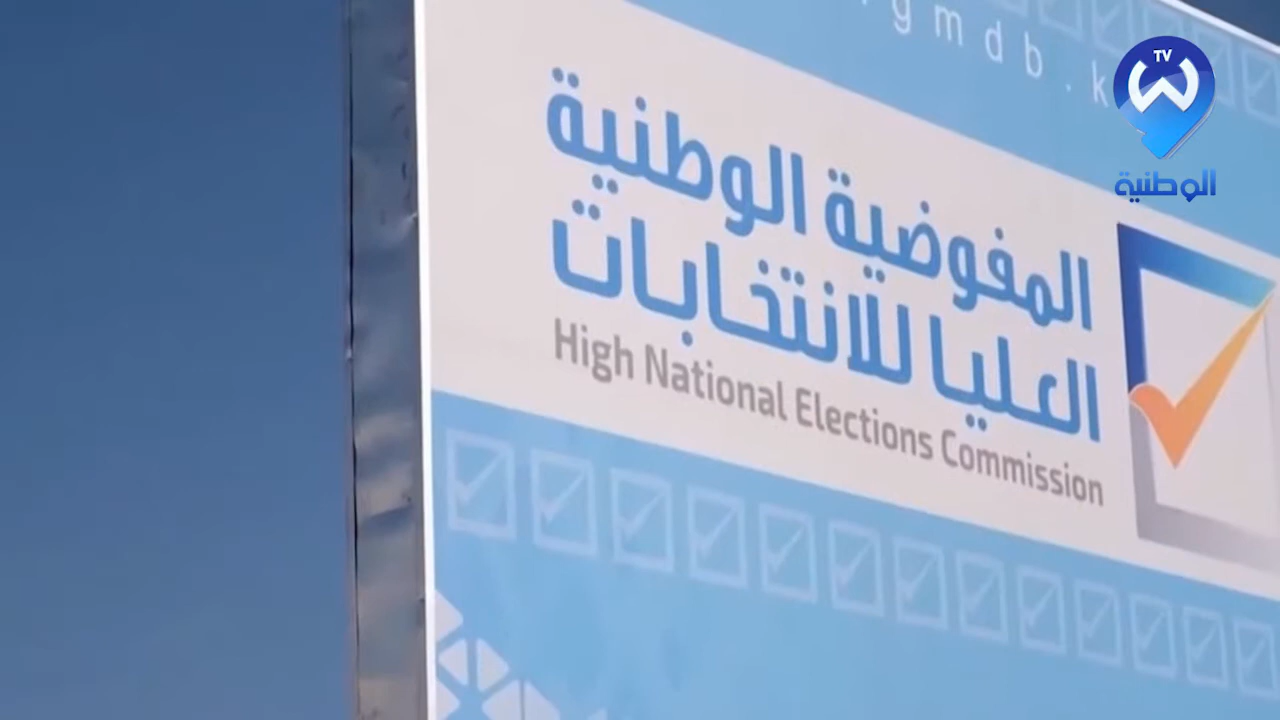 TV
الوطنية
المفوضية الوطنية
العليا للانتخابات
High National Elections Commission